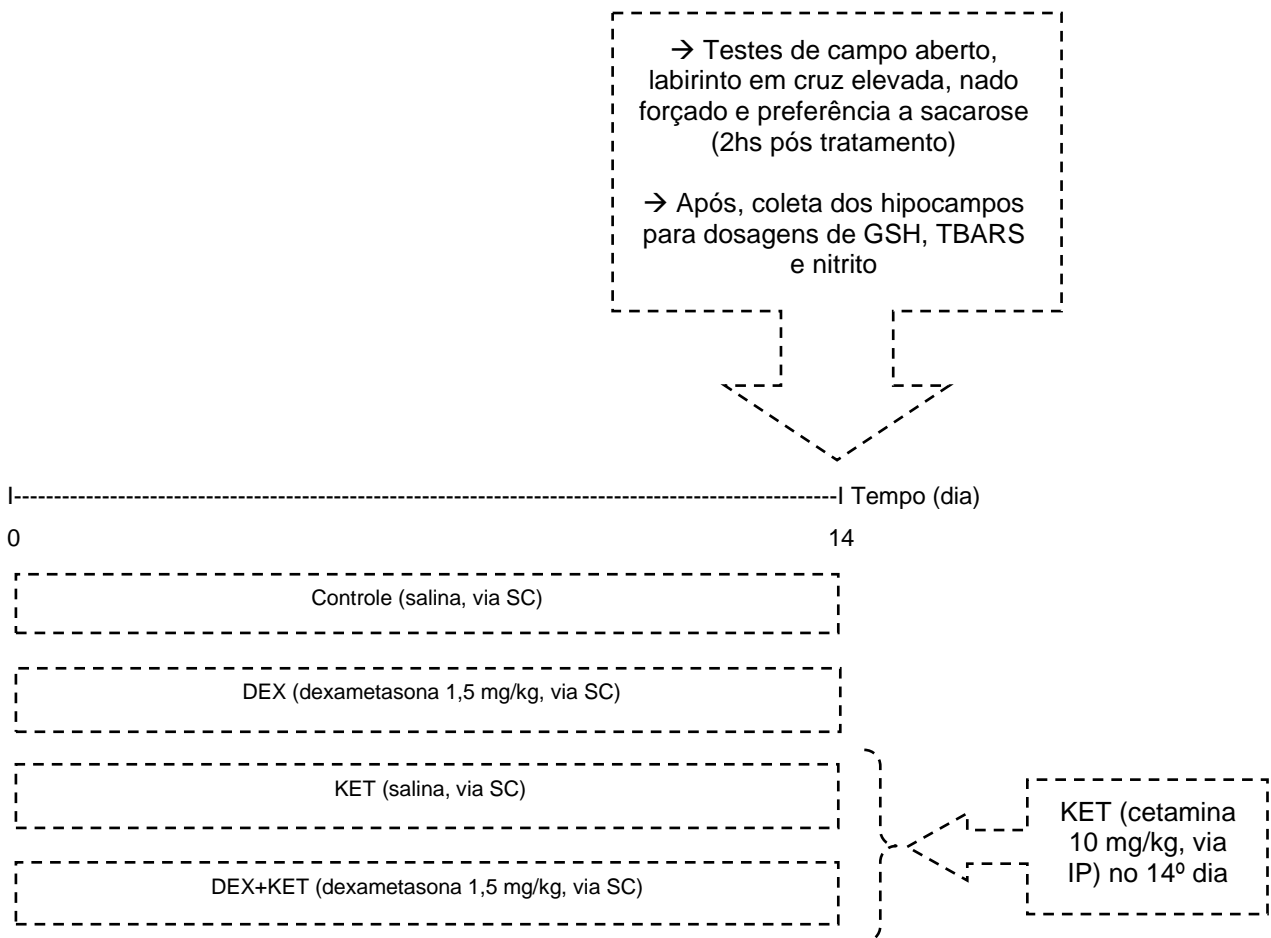 → Testes de campo aberto,
labirinto em cruz elevada, nado
forçado e preferência a sacarose
(2hs pós tratamento)
→ Após, coleta dos hipocampos
para dosagens de GSH, TBARS
e nitrito
I-------------------------------------------------------------------------------------------------------I Tempo (dia)
0 14
Controle (salina, via SC)
DEX (dexametasona 1,5 mg/kg, via SC)
KET (salina, via SC)
DEX+KET (dexametasona 1,5 mg/kg, via SC)
KET (cetamina
10 mg/kg, via
IP) no 14º dia